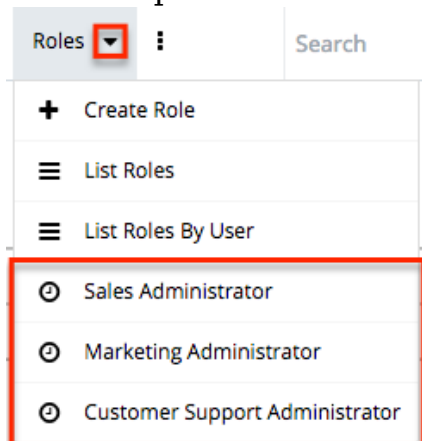 Roles
Search
Create Role
List Roles
List Roles By User
Sales Administrator
Marketing Administrator
Customer Support Administrator